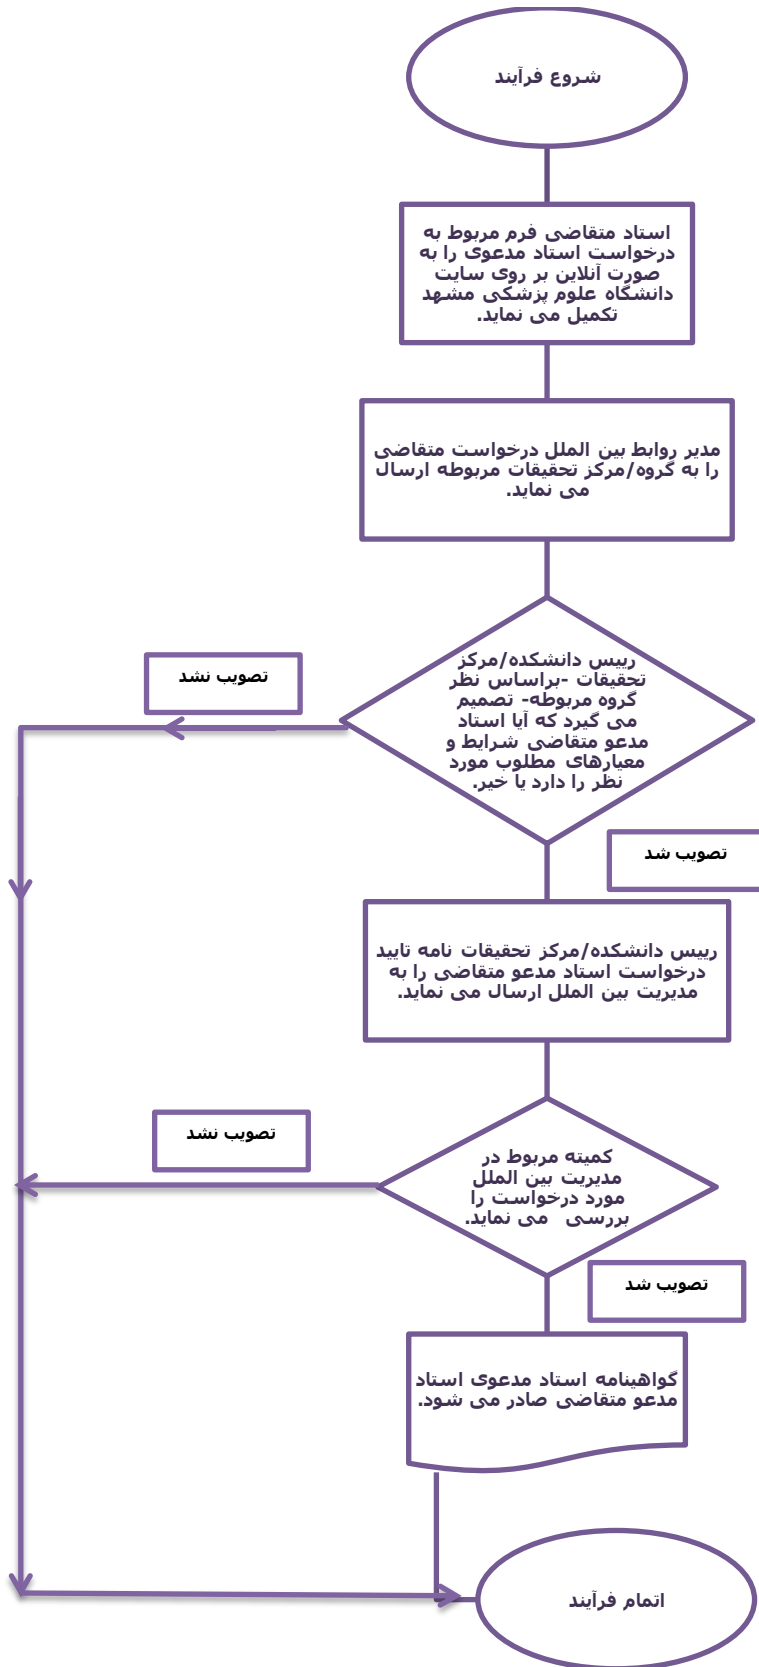 شروع فرآیند
استاد متقاضی فرم مربوط به
درخواست استاد مدعوی را به
صورت آنلاین بر روی سایت
دانشگاه علوم پزشکی مشهد
تکمیل می نماید.
مدیر روابط بین الملل درخواست متقاضی
را به گروه/مرکز تحقیقات مربوطه ارسال
می نماید.
رییس دانشکده/مرکز
تحقیقات -براساس نظر
گروه مربوطه- تصمیم
می گیرد که آیا استاد
مدعو متقاضی شرایط و
معیارهای مطلوب مورد
نظر را دارد یا خیر.
تصویب نشد
تصویب شد
رییس دانشکده/مرکز تحقیقات نامه تایید
درخواست استاد مدعو متقاضی را به
مدیریت بین الملل ارسال می نماید.
کمیته مربوط در
مدیریت بین الملل
مورد درخواست را
بررسی می نماید.
تصویب نشد
تصویب شد
گواهینامه استاد مدعوی استاد
مدعو متقاضی صادر می شود.
اتمام فرآیند